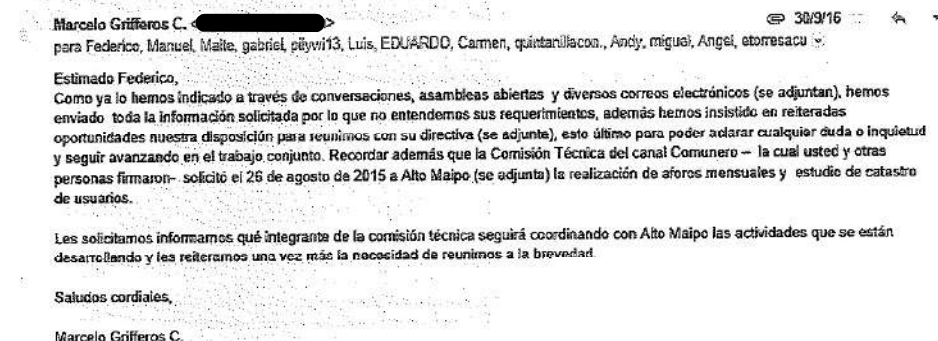 Marcelo Grifferos C. < >
30/9/16
para Federico, Manuel, Maite, gabriel, piiywi13, Luis, EDUARDO, Carmen, quintanillacon., Andy, miguel, Angel, etorresacu
Estimado Federico,
Como ya lo hemos indicado a través de conversaciones, asambleas abiertas y diversos correos electrónicos (se adjuntan), hemos
enviado toda la información solicitada por lo que no entendemos sus requerimientos, además hemos insistido en reiteradas
oportunidades nuestra disposición para reunirnos con su directiva (se adjunte), esto último para poder aclarar cualquier duda o inquietud
y seguir avanzando en el trabajo conjunto. Recordar además que la Comisión Técnica del canal Comunero – la cual usted y otras
personas firmaron– solicitó el 26 de agosto de 2015 a Alto Maipo (se adjunta) la realización de aforos mensuales y estudio de catastro
de usuarios.
Les solicitamos informarnos qué integrante de la comisión técnica seguirá coordinando con Alto Maipo las actividades que se están
desarrollando y les reiteramos una vez más la necesidad de reunirnos a la brevedad.
Saludos cordiales,
Marcelo Grifferos C.